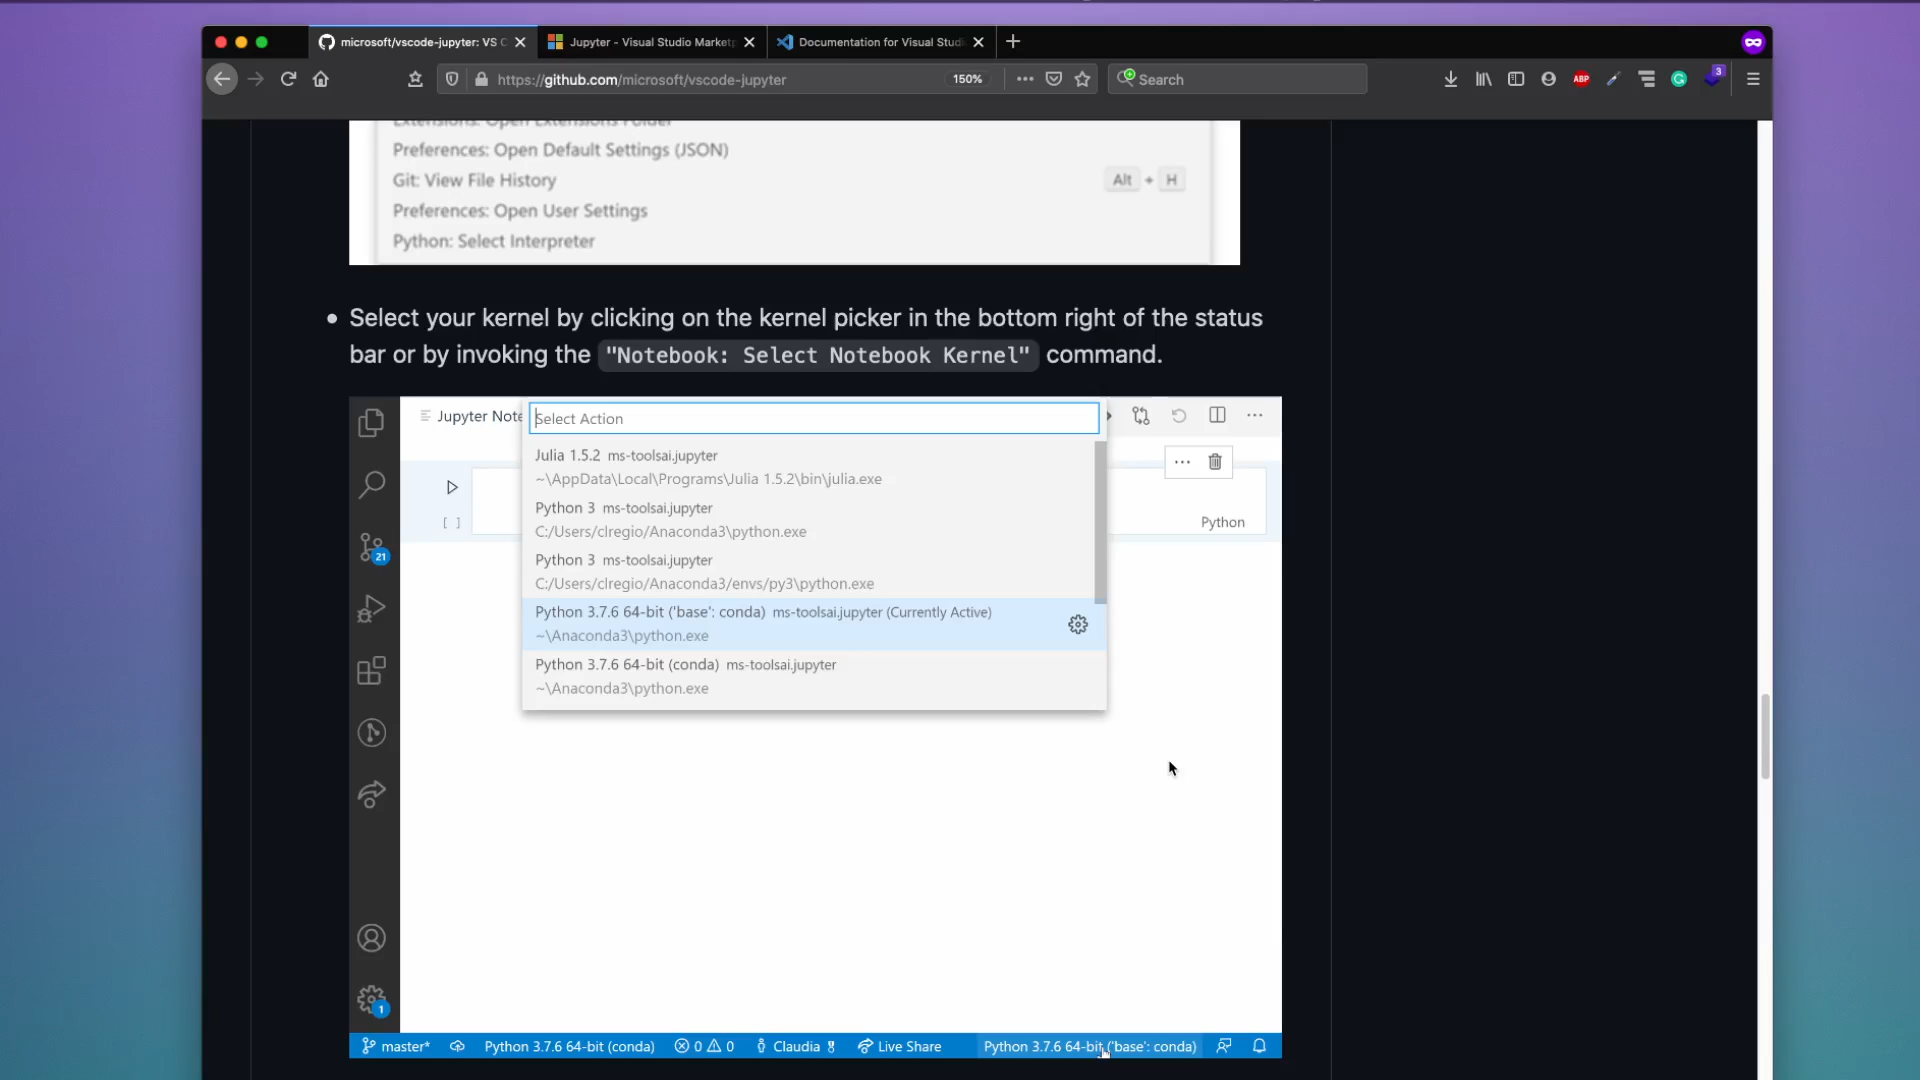 microsoft/vscode-jupyter: VS C
Jupyter - Visual Studio Marketp
Documentation for Visual Studi
https://github.com/microsoft/vscode-jupyter
150%
Search
ABP
3
Extensions: Open Extensions Folder
Preferences: Open Default Settings (JSON)
Git: View File History
Alt + H
Preferences: Open User Settings
Python: Select Interpreter
Select your kernel by clicking on the kernel picker in the bottom right of the status
bar or by invoking the "Notebook: Select Notebook Kernel" command.
Jupyter Note
Select Action
Julia 1.5.2 ms-toolsai.jupyter
~\AppData\Local\Programs\Julia 1.5.2\bin\julia.exe
Python 3 ms-toolsai.jupyter
C:/Users/clregio/Anaconda3\python.exe
[ ]
Python
Python 3 ms-toolsai.jupyter
C:/Users/clregio/Anaconda3/envs/py3\python.exe
21
Python 3.7.6 64-bit ('base': conda) ms-toolsai.jupyter (Currently Active)
~\Anaconda3\python.exe
Python 3.7.6 64-bit (conda) ms-toolsai.jupyter
~\Anaconda3\python.exe
1
master* Python 3.7.6 64-bit (conda) 0 0 Claudia Live Share Python 3.7.6 64-bit ('base': conda)